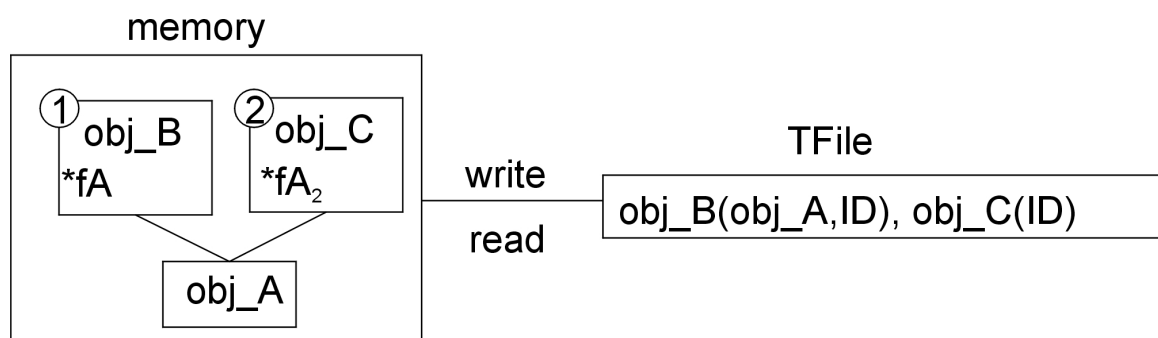 memory
1
obj_B
*fA
2
obj_C
*fA₂
obj_A
write
read
TFile
obj_B(obj_A,ID), obj_C(ID)